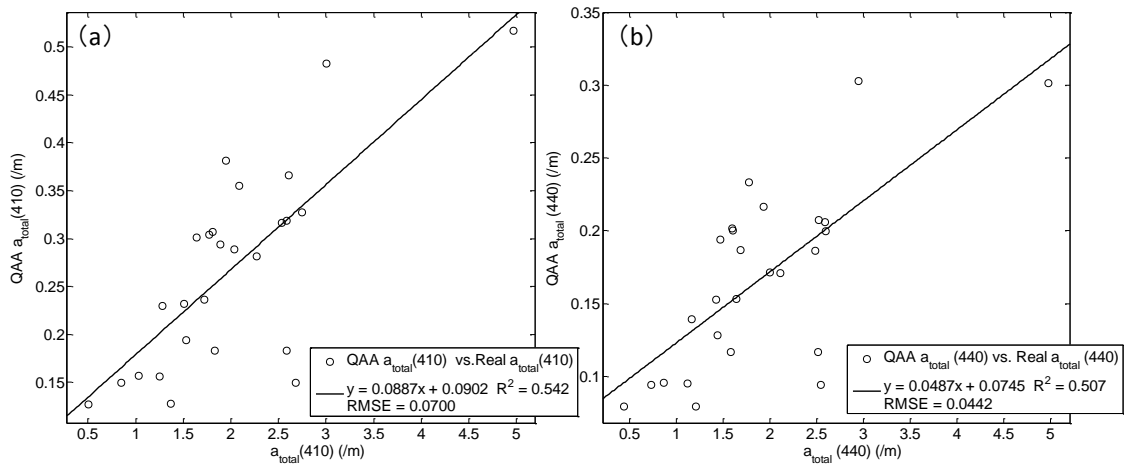 (a)
0.5
0.45
0.4
0.35
0.3
0.25
0.2
0.15
QAA a_total(410) (/m)
QAA a_total(410) vs.Real a_total(410)
y = 0.0887x + 0.0902 R² = 0.542
RMSE = 0.0700
0.5 1 1.5 2 2.5 3 3.5 4 4.5 5
a_total(410) (/m)
(b)
0.35
0.3
0.25
0.2
0.15
0.1
QAA a_total(440) (/m)
QAA a_total (440) vs. Real a_total (440)
y = 0.0487x + 0.0745 R² = 0.507
RMSE = 0.0442
0.5 1 1.5 2 2.5 3 3.5 4 4.5 5
a_total (440) (/m)